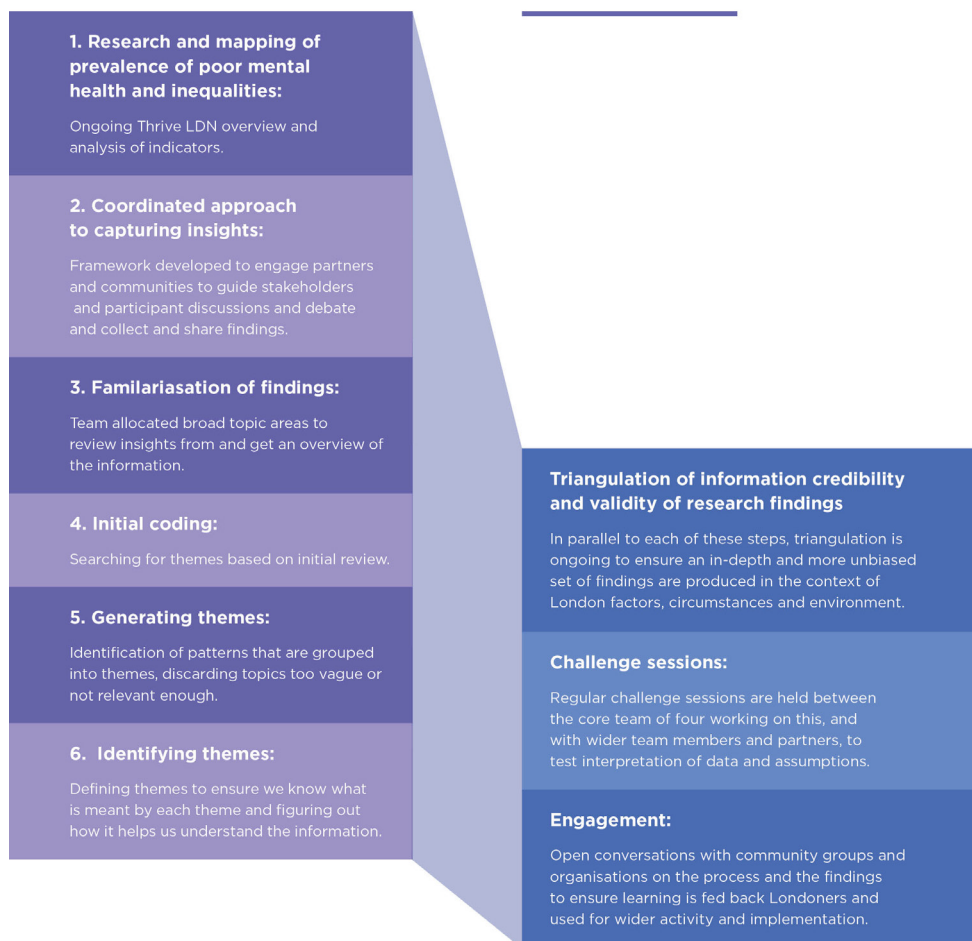 1. Research and mapping of
prevalence of poor mental
health and inequalities:
Ongoing Thrive LDN overview and
analysis of indicators.
2. Coordinated approach
to capturing insights:
Framework developed to engage partners
and communities to guide stakeholders
and participant discussions and debate
and collect and share findings.
3. Familariasation of findings:
Team allocated broad topic areas to
review insights from and get an overview of
the information.
4. Initial coding:
Searching for themes based on initial review.
5. Generating themes:
Identification of patterns that are grouped
into themes, discarding topics too vague or
not relevant enough.
6. Identifying themes:
Defining themes to ensure we know what
is meant by each theme and figuring out
how it helps us understand the information.
Triangulation of information credibility
and validity of research findings
In parallel to each of these steps, triangulation is
ongoing to ensure an in-depth and more unbiased
set of findings are produced in the context of
London factors, circumstances and environment.
Challenge sessions:
Regular challenge sessions are held between
the core team of four working on this, and
with wider team members and partners, to
test interpretation of data and assumptions.
Engagement:
Open conversations with community groups and
organisations on the process and the findings
to ensure learning is fed back Londoners and
used for wider activity and implementation.